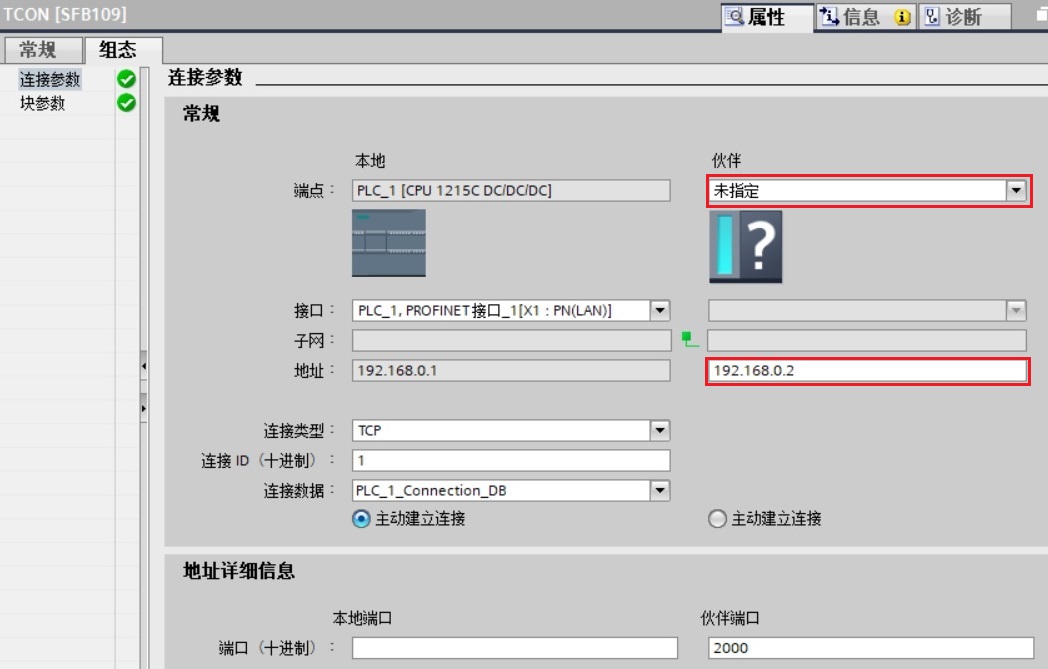 TCON [SFB109]
属性 信息 诊断
常规 组态
连接参数
块参数
连接参数
常规
本地 伙伴
端点： PLC_1 [CPU 1215C DC/DC/DC] 未指定
?
接口： PLC_1, PROFINET接口_1[X1 : PN(LAN)]
子网：
地址： 192.168.0.1 192.168.0.2
连接类型： TCP
连接 ID（十进制）： 1
连接数据： PLC_1_Connection_DB
主动建立连接 主动建立连接
地址详细信息
本地端口 伙伴端口
端口（十进制）： 2000